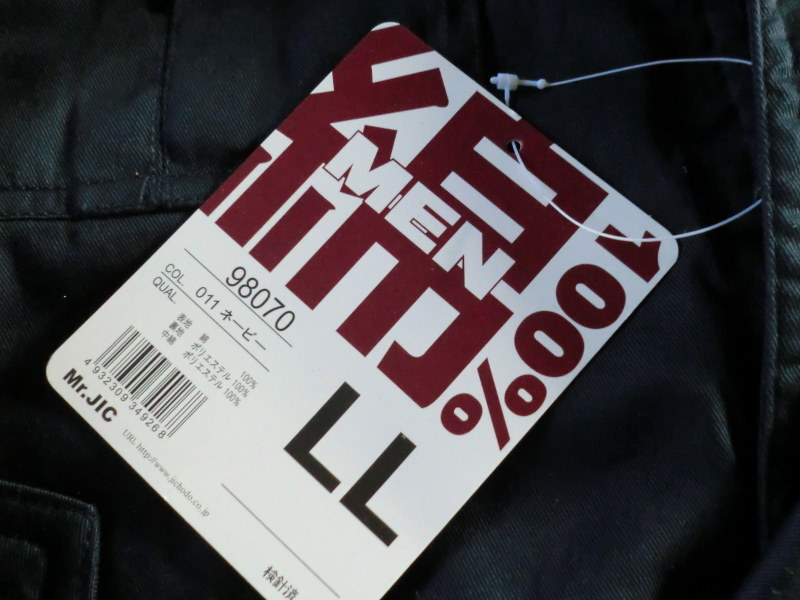 綿
MEN
100%
98070
COL. 011 ネービー
QUAL
表地 綿 100%
裏地 ポリエステル 100%
中綿 ポリエステル 100%
4 932309 349268
Mr.JIC
URL http://www.jichodo.co.jp
LL
検針済